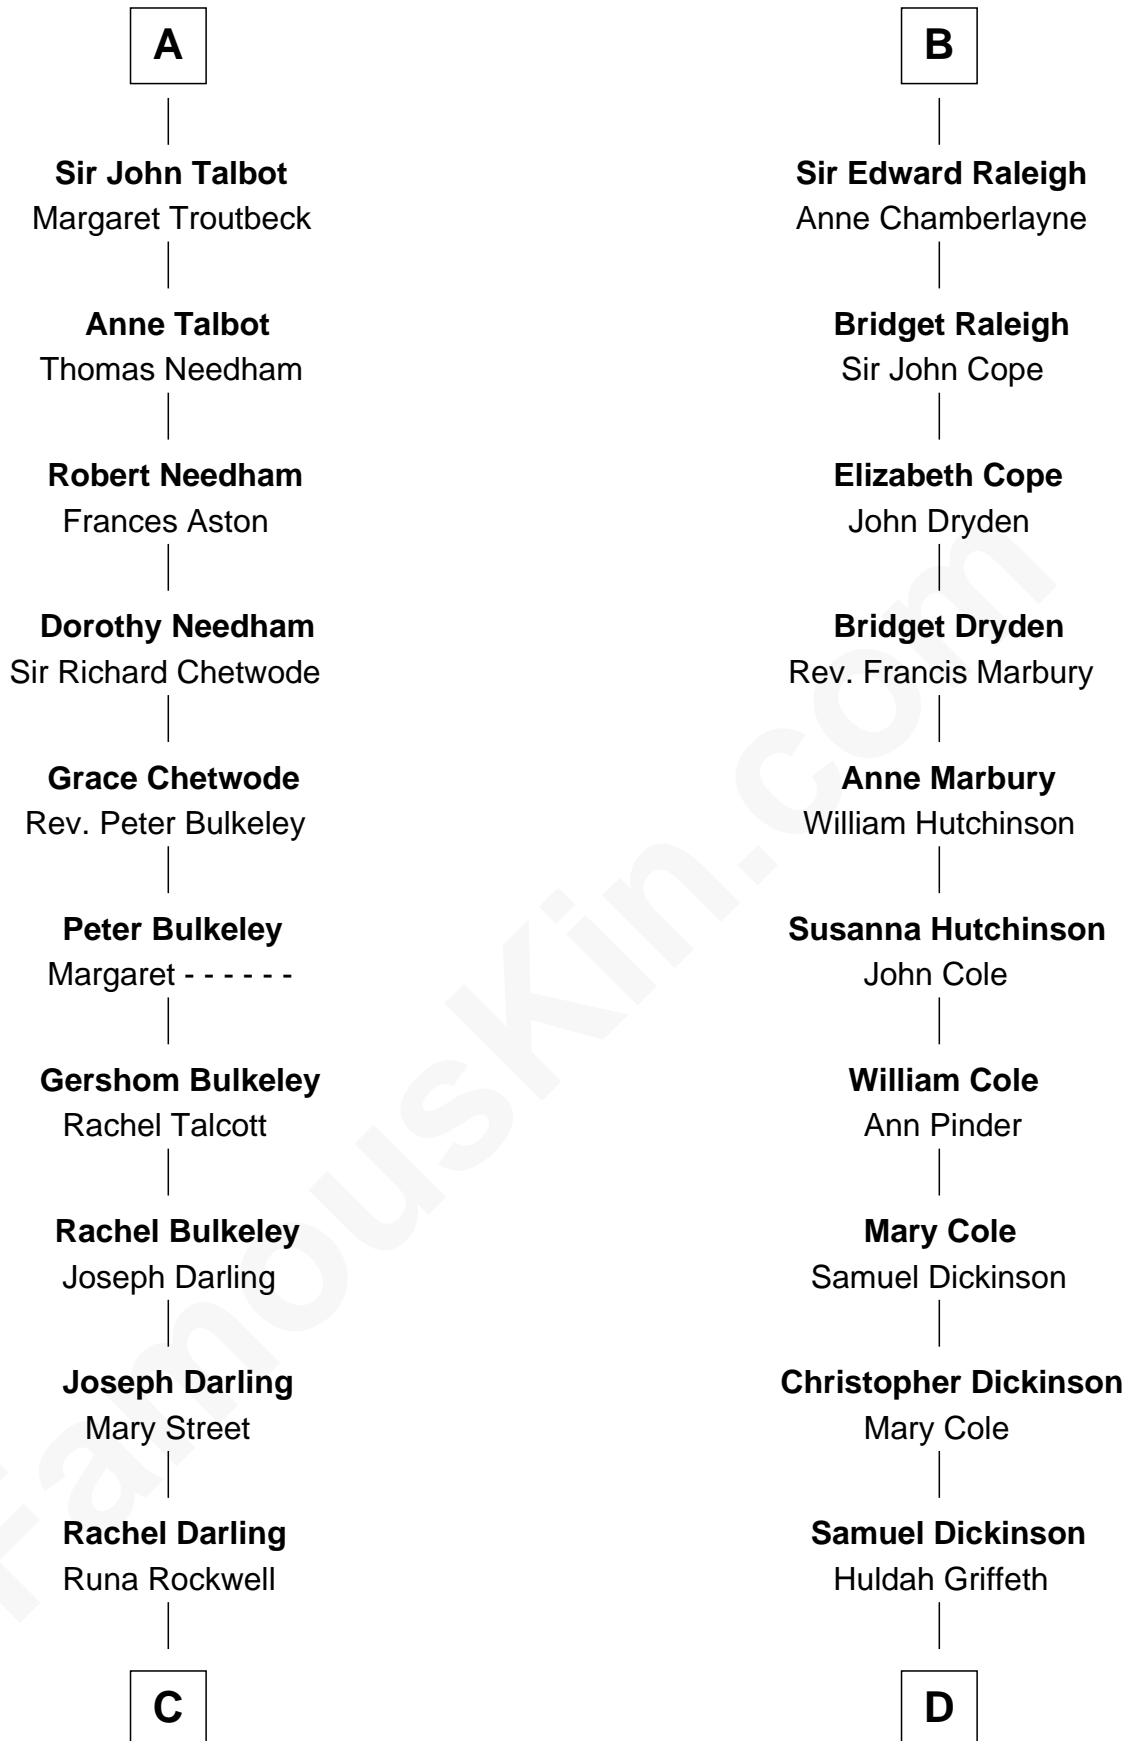 A
Sir John Talbot
Margaret Troutbeck
Anne Talbot
Thomas Needham
Robert Needham
Frances Aston
Dorothy Needham
Sir Richard Chetwode
Grace Chetwode
Rev. Peter Bulkeley
Peter Bulkeley
Margaret - - - - - -
Gershom Bulkeley
Rachel Talcott
Rachel Bulkeley
Joseph Darling
Joseph Darling
Mary Street
Rachel Darling
Runa Rockwell
C
B
Sir Edward Raleigh
Anne Chamberlayne
Bridget Raleigh
Sir John Cope
Elizabeth Cope
John Dryden
Bridget Dryden
Rev. Francis Marbury
Anne Marbury
William Hutchinson
Susanna Hutchinson
John Cole
William Cole
Ann Pinder
Mary Cole
Samuel Dickinson
Christopher Dickinson
Mary Cole
Samuel Dickinson
Huldah Griffeth
D
FamousKin.com